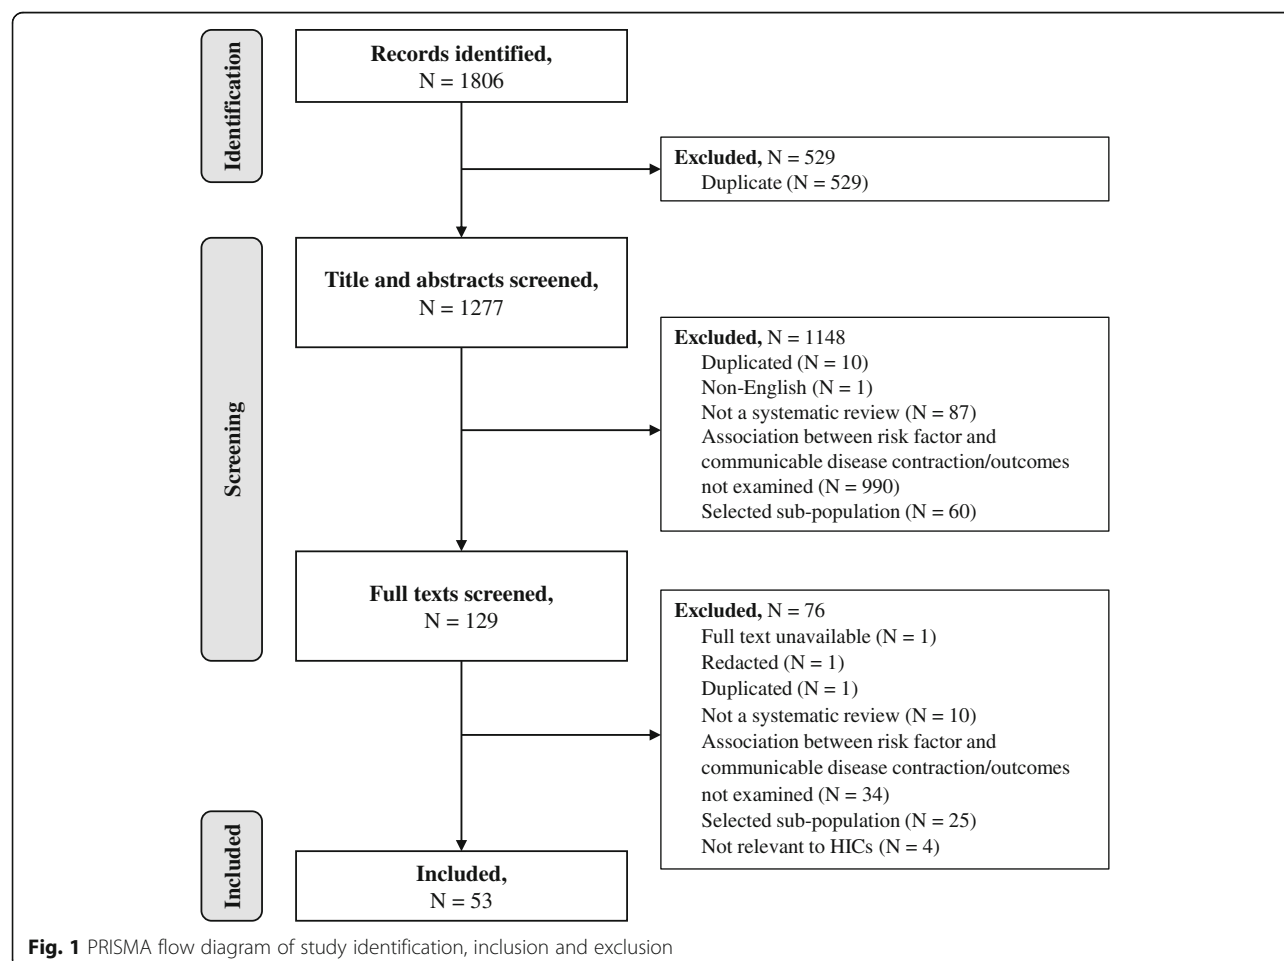 Identification
Records identified,
N = 1806
Excluded, N = 529
Duplicate (N = 529)
Screening
Title and abstracts screened,
N = 1277
Excluded, N = 1148
Duplicated (N = 10)
Non-English (N = 1)
Not a systematic review (N = 87)
Association between risk factor and
communicable disease contraction/outcomes
not examined (N = 990)
Selected sub-population (N = 60)
Full texts screened,
N = 129
Excluded, N = 76
Full text unavailable (N = 1)
Redacted (N = 1)
Duplicated (N = 1)
Not a systematic review (N = 10)
Association between risk factor and
communicable disease contraction/outcomes
not examined (N = 34)
Selected sub-population (N = 25)
Not relevant to HICs (N = 4)
Included
Included,
N = 53
Fig. 1 PRISMA flow diagram of study identification, inclusion and exclusion